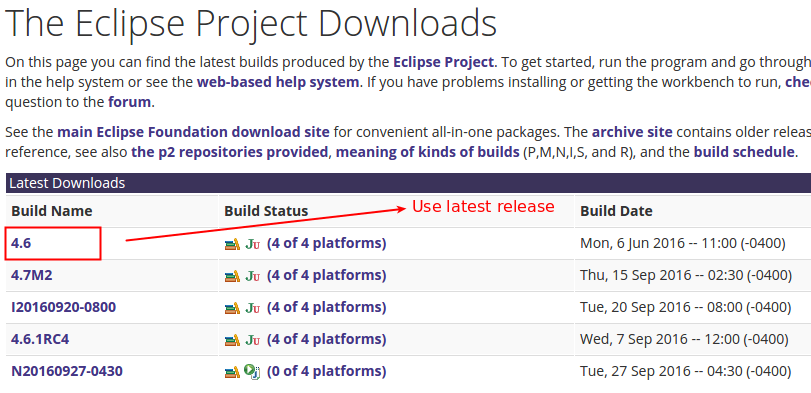 The Eclipse Project Downloads
On this page you can find the latest builds produced by the Eclipse Project. To get started, run the program and go through
in the help system or see the web-based help system. If you have problems installing or getting the workbench to run,
question to the forum.
See the main Eclipse Foundation download site for convenient all-in-one packages. The archive site contains older
reference, see also the p2 repositories provided, meaning of kinds of builds (P,M,N,I,S, and R), and the build schedule.
Latest Downloads
Build Name Build Status Use latest release Build Date
4.6 JU (4 of 4 platforms) Mon, 6 Jun 2016 -- 11:00 (-0400)
4.7M2 JU (4 of 4 platforms) Thu, 15 Sep 2016 -- 02:30 (-0400)
I20160920-0800 JU (4 of 4 platforms) Tue, 20 Sep 2016 -- 08:00 (-0400)
4.6.1RC4 JU (4 of 4 platforms) Wed, 7 Sep 2016 -- 12:00 (-0400)
N20160927-0430 (0 of 4 platforms) Tue, 27 Sep 2016 -- 04:30 (-0400)